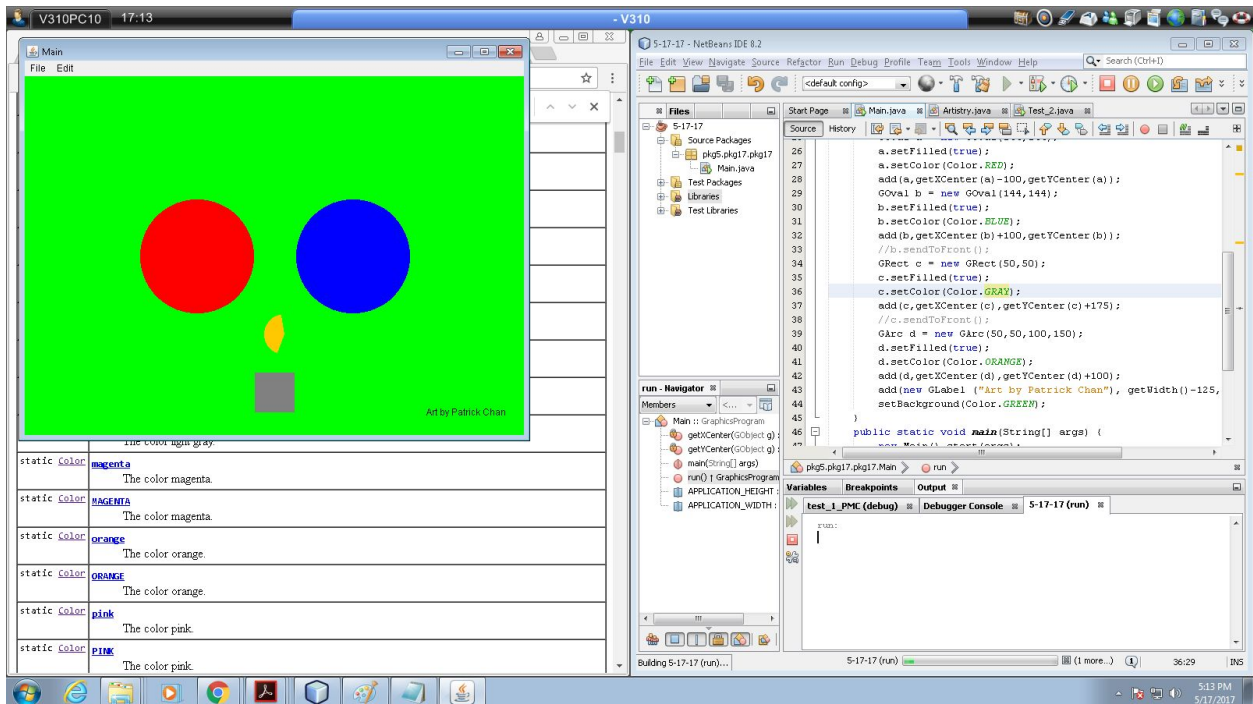 V310PC10 17:13 - V310
Main
File Edit
Art by Patrick Chan
The color light gray.
static Color magenta
The color magenta.
static Color MAGENTA
The color magenta.
static Color orange
The color orange.
static Color ORANGE
The color orange.
static Color pink
The color pink.
static Color PINK
The color pink.
5-17-17 - NetBeans IDE 8.2
File Edit View Navigate Source Refactor Run Debug Profile Team Tools Window Help
Search (Ctrl+I)
<default config>
Files
5-17-17
Source Packages
pkg5.pkg17.pkg17
Main.java
Test Packages
Libraries
Test Libraries
Start Page Main.java Artistry.java Test_2.java
Source History
26 a.setFilled(true);
27 a.setColor(Color.RED);
28 add(a,getXCenter(a)-100,getYCenter(a));
29 GOval b = new GOval(144,144);
30 b.setFilled(true);
31 b.setColor(Color.BLUE);
32 add(b,getXCenter(b)+100,getYCenter(b));
33 //b.sendToFront();
34 GRect c = new GRect(50,50);
35 c.setFilled(true);
36 c.setColor(Color.GRAY);
37 add(c,getXCenter(c),getYCenter(c)+175);
38 //c.sendToFront();
39 GArc d = new GArc(50,50,100,150);
40 d.setFilled(true);
41 d.setColor(Color.ORANGE);
42 add(d,getXCenter(d),getYCenter(d)+100);
43 add(new GLabel ("Art by Patrick Chan"), getWidth()-125,
44 setBackground(Color.GREEN);
45 }
46 public static void main(String[] args) {
47 new Main().start(args);
run - Navigator
Members <...
Main :: GraphicsProgram
getXCenter(GObject g) :
getYCenter(GObject g) :
main(String[] args)
run() ↑ GraphicsProgram
APPLICATION_HEIGHT :
APPLICATION_WIDTH :
pkg5.pkg17.pkg17.Main run
Variables Breakpoints Output
test_1_PMC (debug) Debugger Console 5-17-17 (run)
run:
Building 5-17-17 (run)...
5-17-17 (run) (1 more...) 1 36:29 INS
5:13 PM
5/17/2017